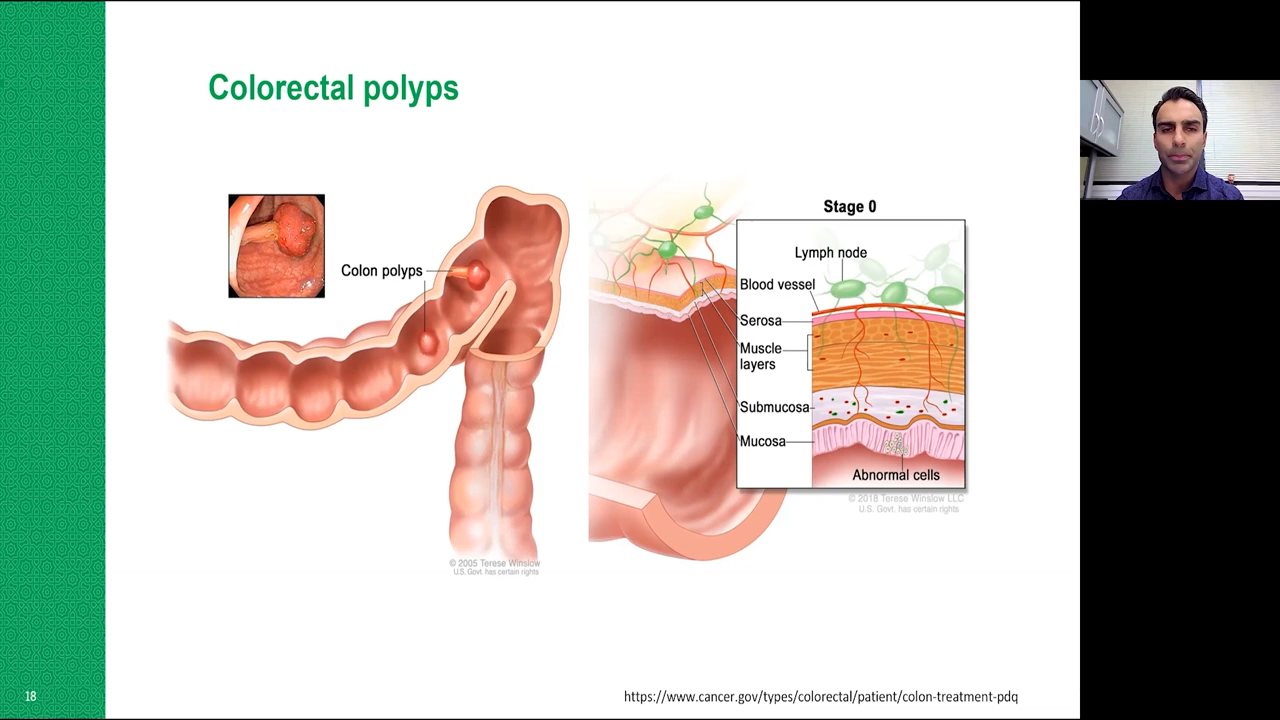 Colorectal polyps
Colon polyps
© 2005 Terese Winslow
U.S. Govt. has certain rights
Stage 0
Lymph node
Blood vessel
Serosa
Muscle
layers
Submucosa
Mucosa
Abnormal cells
© 2018 Terese Winslow LLC
U.S. Govt. has certain rights
18
https://www.cancer.gov/types/colorectal/patient/colon-treatment-pdq